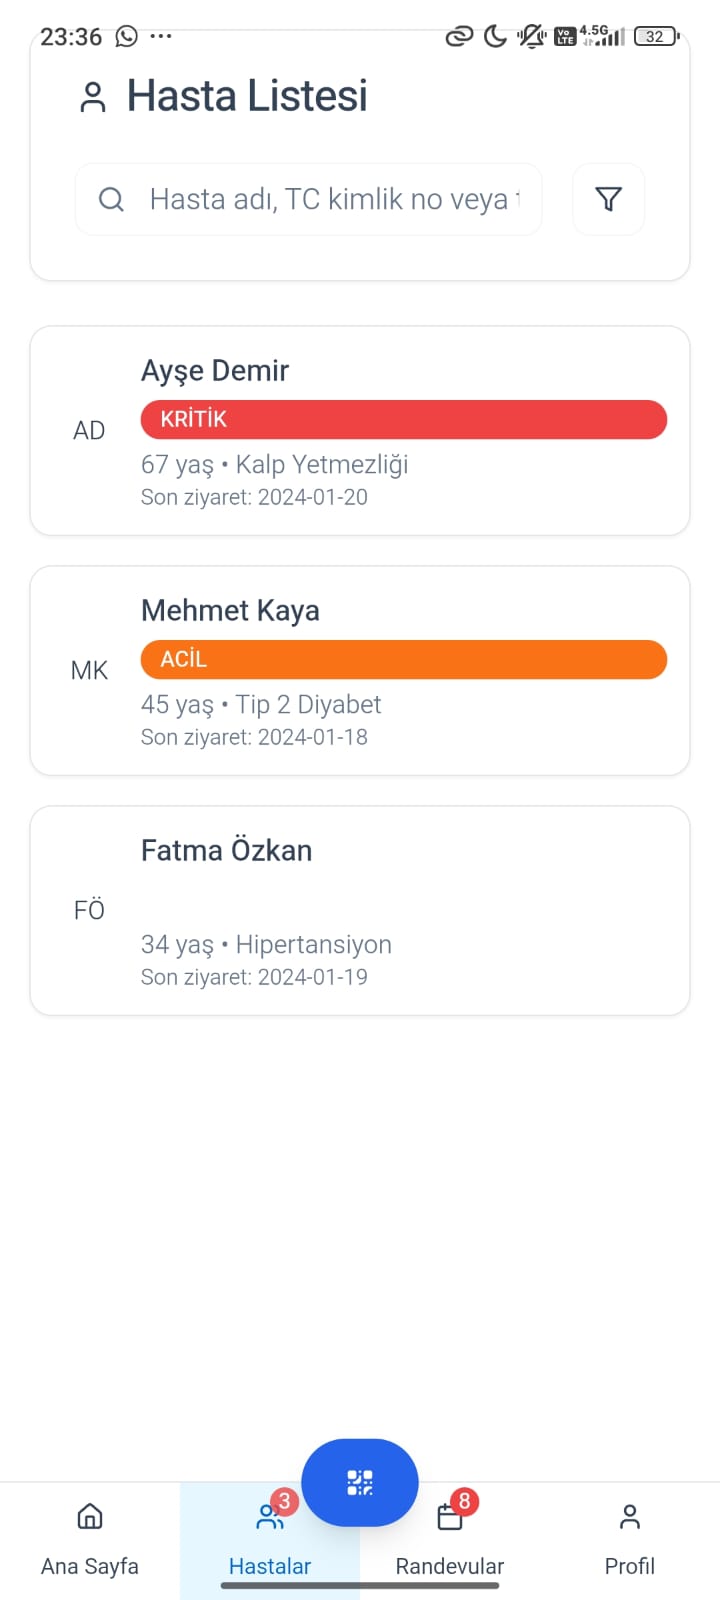 23:36 ... Vo LTE 4.5G 32
Hasta Listesi
Hasta adı, TC kimlik no veya
Ayşe Demir
AD
KRİTİK
67 yaş • Kalp Yetmezliği
Son ziyaret: 2024-01-20
Mehmet Kaya
MK
ACİL
45 yaş • Tip 2 Diyabet
Son ziyaret: 2024-01-18
Fatma Özkan
FÖ
34 yaş • Hipertansiyon
Son ziyaret: 2024-01-19
3 8
Ana Sayfa Hastalar Randevular Profil